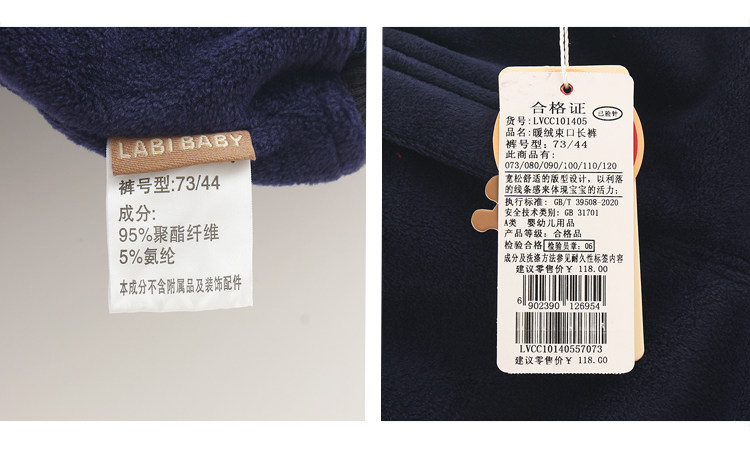 LABI BABY
裤号型:73/44
成分:
95%聚酯纤维
5%氨纶
本成分不含附属品及装饰配件
合格证
已检针
货号:LVCC101405
品名:暖绒束口长裤
裤号型:73/44
此商品有:
073/080/090/100/110/120
宽松舒适的版型设计,以利落
的线条感来体现宝宝的活力;
执行标准: GB/T 39508-2020
安全技术类别: GB 31701
A类 婴幼儿用品
产品等级: 合格品
检验合格 检验员章: 06
成分及洗涤方法参见耐久性标签内容
建议零售价¥ 118.00
6 902390 126954
LVCC10140557073
建议零售价¥ 118.00